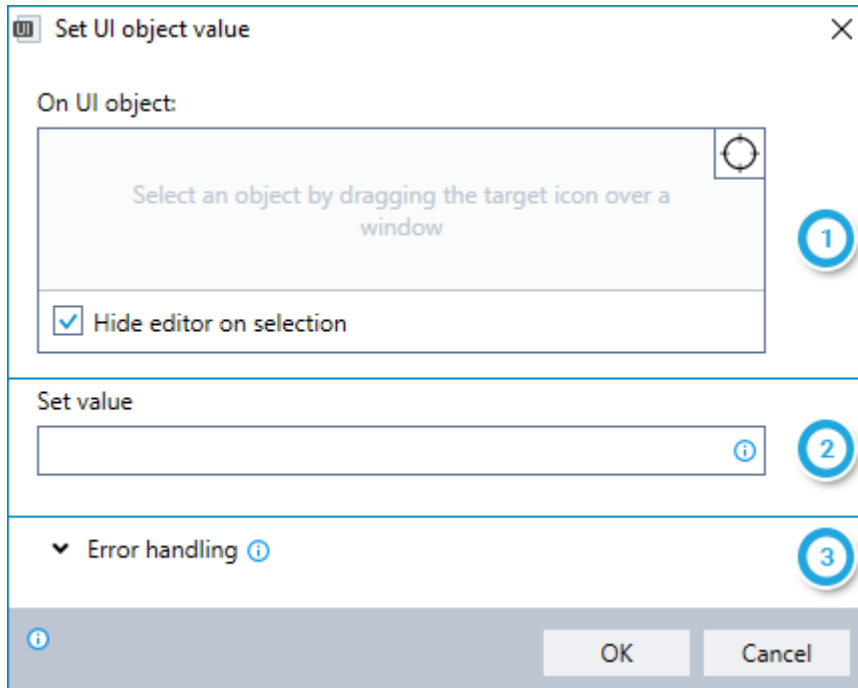 UI Set UI object value
On UI object:
Select an object by dragging the target icon over a
window
1
Hide editor on selection
Set value
2
Error handling
3
OK Cancel